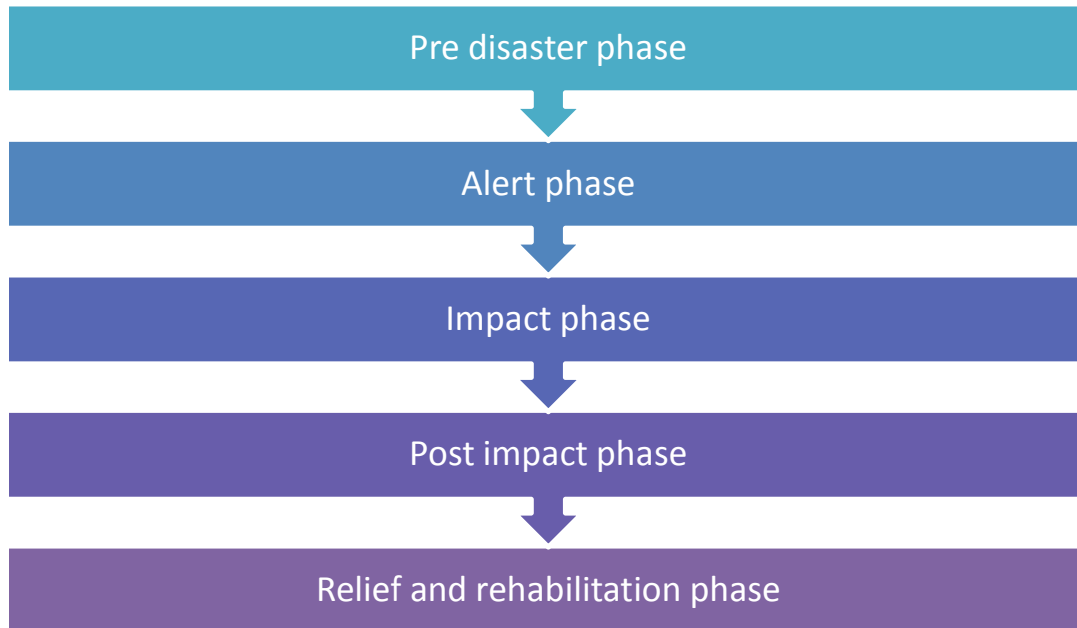 Pre disaster phase
Alert phase
Impact phase
Post impact phase
Relief and rehabilitation phase